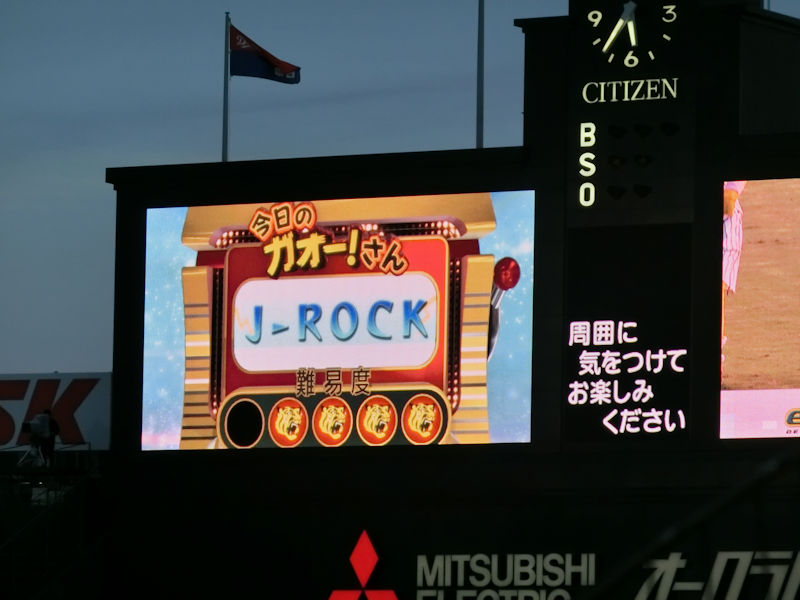 9 3
6
CITIZEN
B
S
O
今日の
ガオー!さん
J-ROCK
難易度
周囲に
気をつけて
お楽しみ
ください
SK
MITSUBISHI
ELECTRIC
オークラ